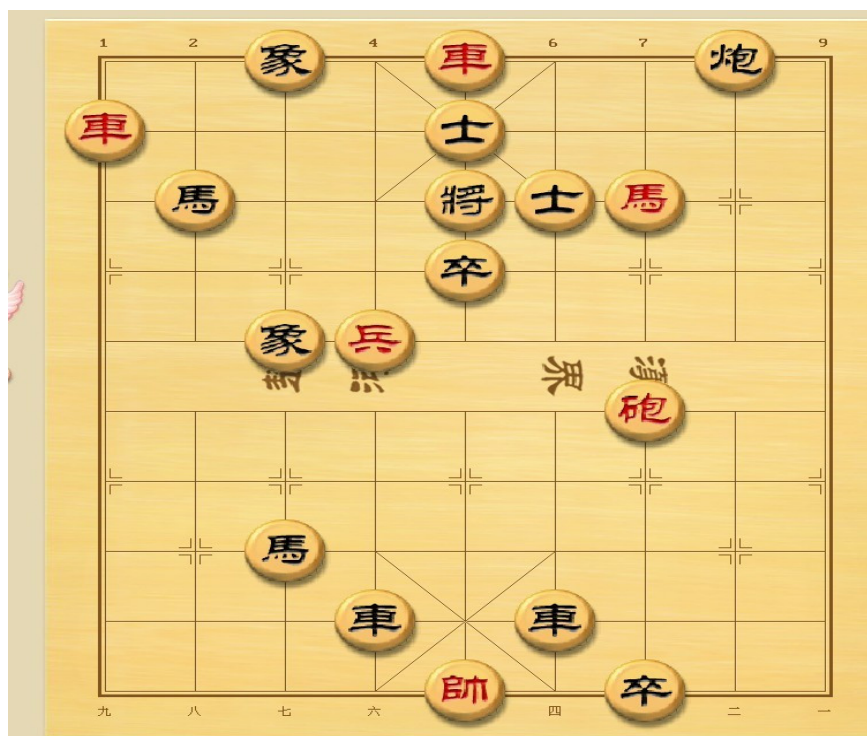 1 2 4 6 7 9
象 車 炮
車 士
馬 將 士 馬
卒
象 兵
界
砲
馬
車 車
帥 卒
九 八 七 六 四 二 一